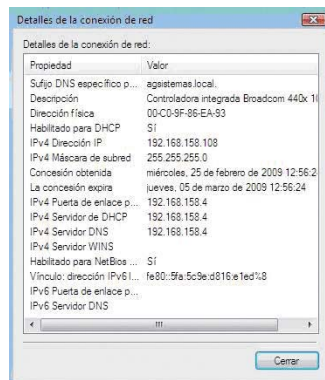 Detalles de la conexión de red
Detalles de la conexión de red:
Propiedad Valor
Sufijo DNS específico p... agsistemas.local.
Descripción Controladora integrada Broadcom 440x 10
Dirección física 00-C0-9F-86-EA-93
Habilitado para DHCP Sí
IPv4 Dirección IP 192.168.158.108
IPv4 Máscara de subred 255.255.255.0
Concesión obtenida miércoles, 25 de febrero de 2009 12:56:2
La concesión expira jueves, 05 de marzo de 2009 12:56:24
IPv4 Puerta de enlace p... 192.168.158.4
IPv4 Servidor de DHCP 192.168.158.4
IPv4 Servidor DNS 192.168.158.4
IPv4 Servidor WINS
Habilitado para NetBios ... Sí
Vínculo: dirección IPv6 l... fe80::5fa:5c9e:d816:e1ed%8
IPv6 Puerta de enlace p...
IPv6 Servidor DNS
Cerrar